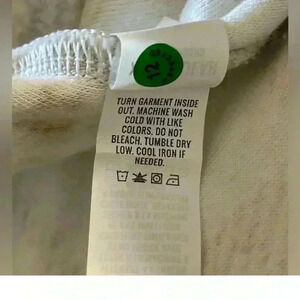 TURN GARMENT INSIDE
OUT. MACHINE WASH
COLD WITH LIKE
COLORS. DO NOT
BLEACH. TUMBLE DRY
LOW. COOL IRON IF
NEEDED.